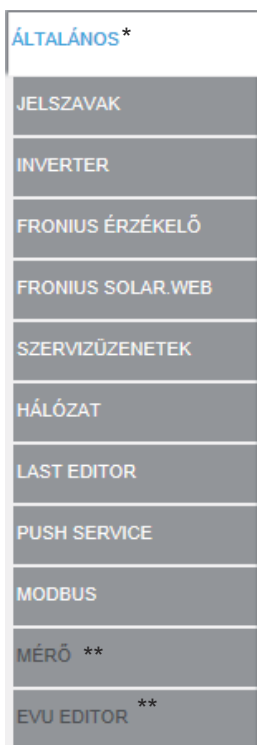 ÁLTALÁNOS*
JELSZAVAK
INVERTER
FRONIUS ÉRZÉKELŐ
FRONIUS SOLAR.WEB
SZERVIZÜZENETEK
HÁLÓZAT
LAST EDITOR
PUSH SERVICE
MODBUS
MÉRŐ **
EVU EDITOR **